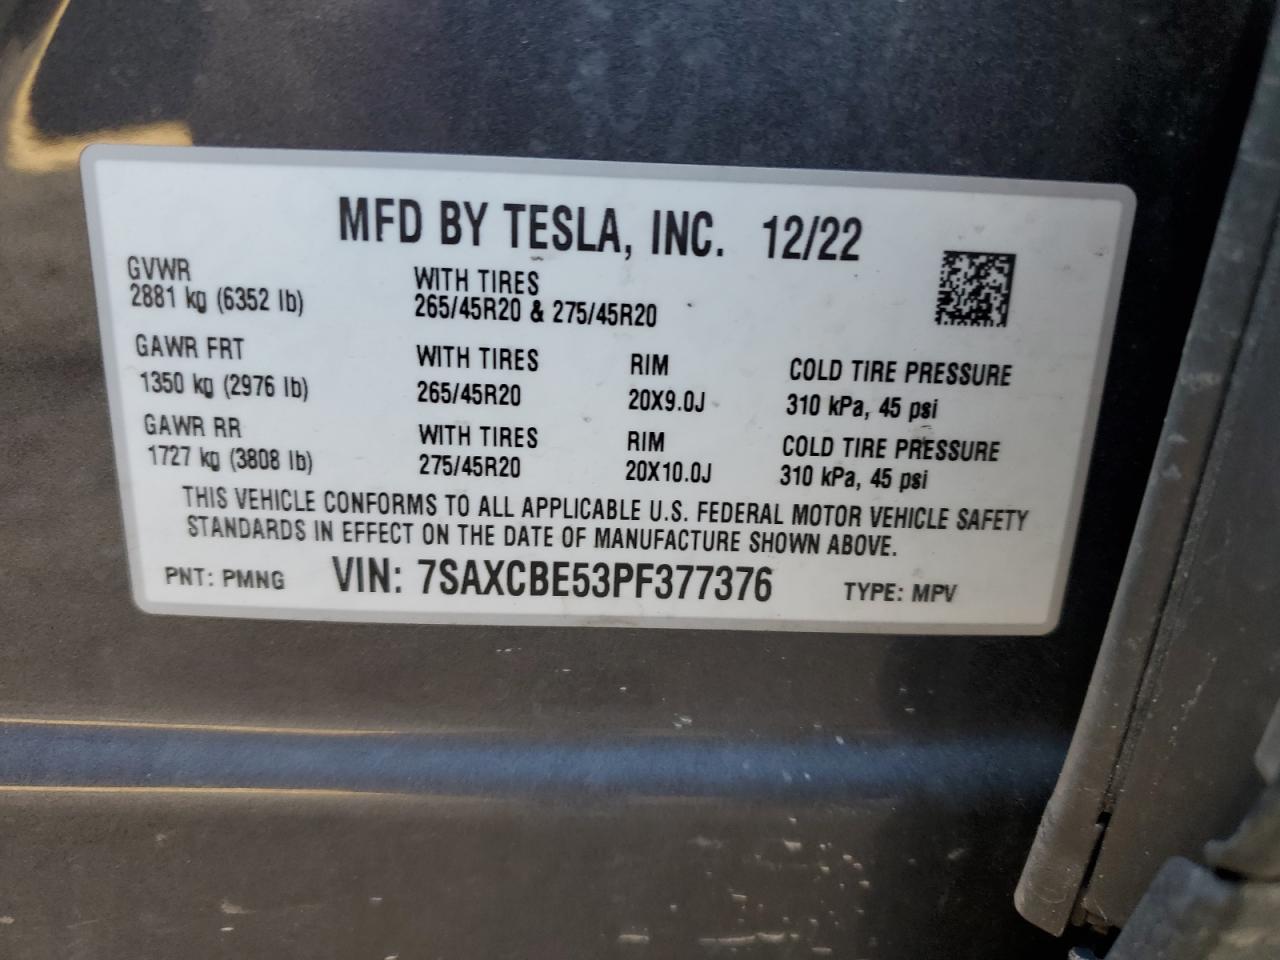 MFD BY TESLA, INC. 12/22
GVWR WITH TIRES
2881 kg (6352 lb) 265/45R20 & 275/45R20
GAWR FRT WITH TIRES RIM COLD TIRE PRESSURE
1350 kg (2976 lb) 265/45R20 20X9.0J 310 kPa, 45 psi
GAWR RR WITH TIRES RIM COLD TIRE PRESSURE
1727 kg (3808 lb) 275/45R20 20X10.0J 310 kPa, 45 psi
THIS VEHICLE CONFORMS TO ALL APPLICABLE U.S. FEDERAL MOTOR VEHICLE SAFETY
STANDARDS IN EFFECT ON THE DATE OF MANUFACTURE SHOWN ABOVE.
PNT: PMNG VIN: 7SAXCBE53PF377376 TYPE: MPV